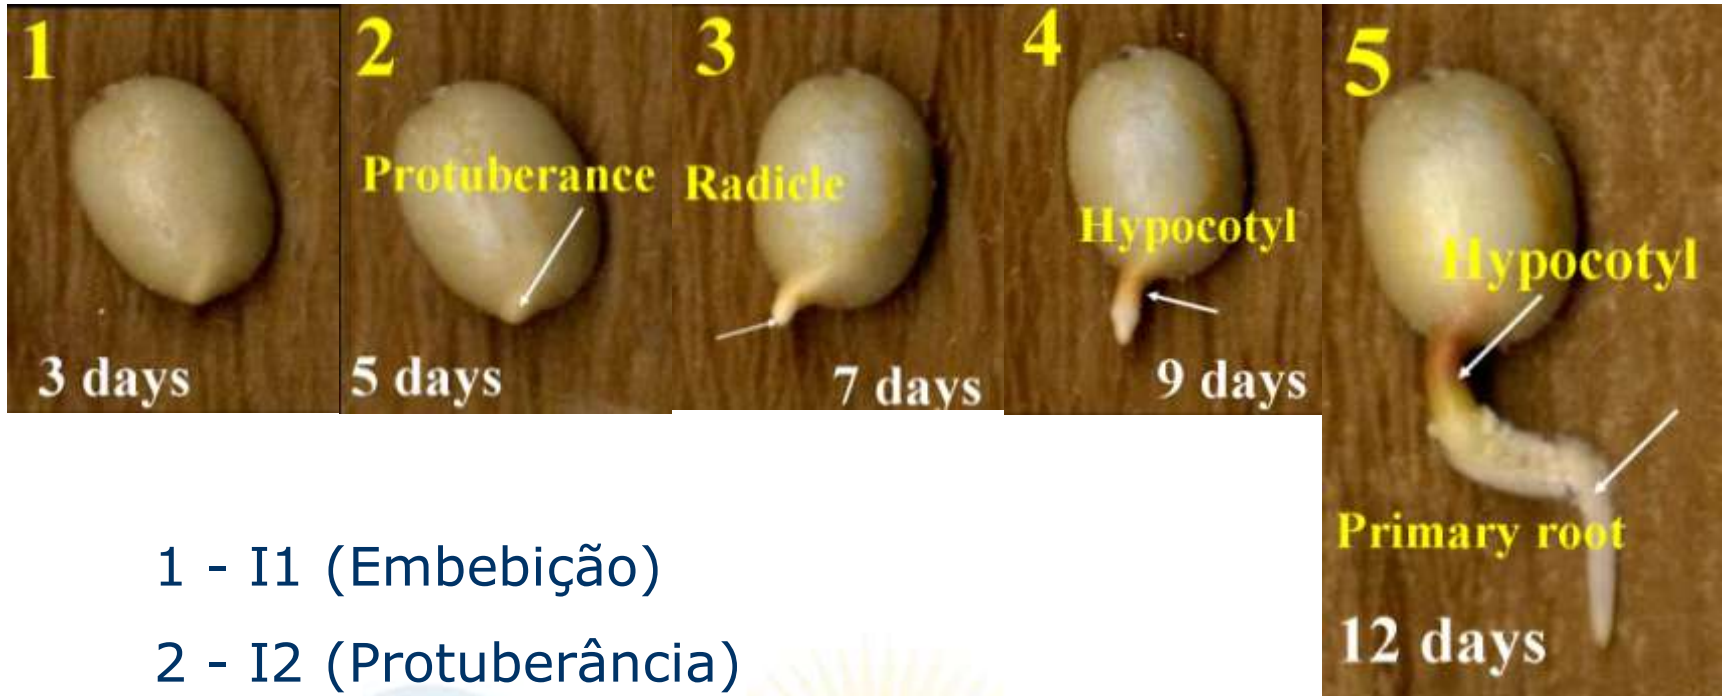 1
2
3
4
5
Protuberance
Radicle
Hypocotyl
Hypocotyl
Primary root
3 days
5 days
7 days
9 days
12 days
1 - I1 (Embebição)
2 - I2 (Protuberância)